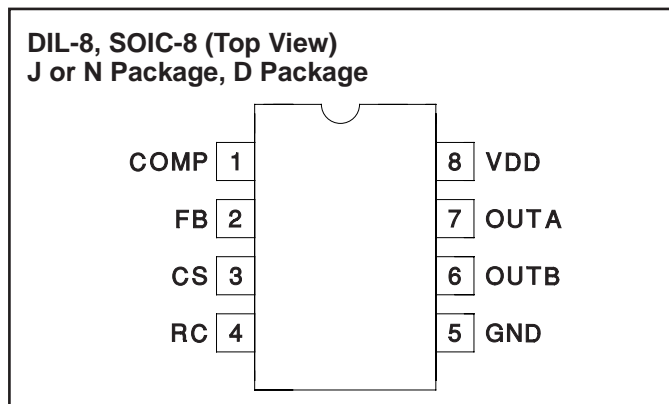 DIL-8, SOIC-8 (Top View)
J or N Package, D Package
COMP 1 8 VDD
FB 2 7 OUTA
CS 3 6 OUTB
RC 4 5 GND